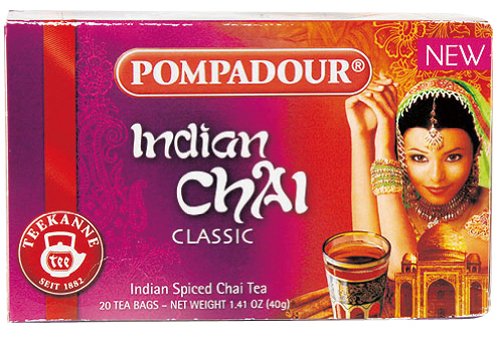 NEW
POMPADOUR®
Indian
ChAI
CLASSIC
TEEKANNE
tee
SEIT 1882
Indian Spiced Chai Tea
20 TEA BAGS – NET WEIGHT 1.41 OZ (40g)